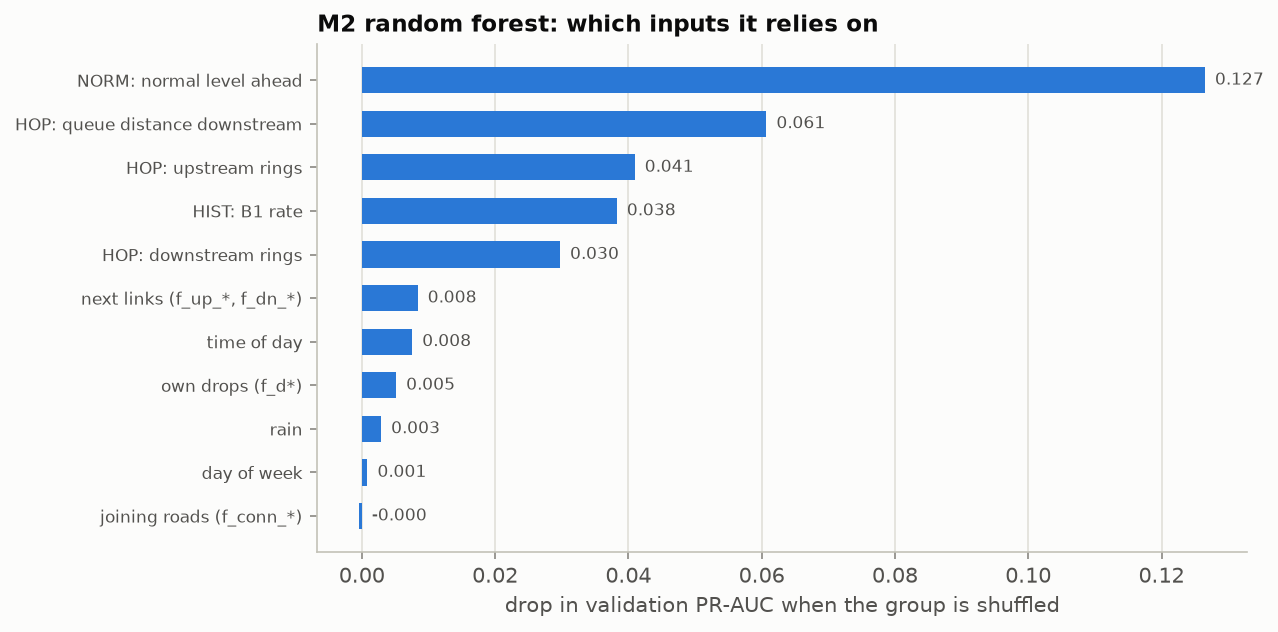 M2 random forest: which inputs it relies on
NORM: normal level ahead 0.127
HOP: queue distance downstream 0.061
HOP: upstream rings 0.041
HIST: B1 rate 0.038
HOP: downstream rings 0.030
next links (f_up_*, f_dn_*) 0.008
time of day 0.008
own drops (f_d*) 0.005
rain 0.003
day of week 0.001
joining roads (f_conn_*) -0.000
0.00 0.02 0.04 0.06 0.08 0.10 0.12
drop in validation PR-AUC when the group is shuffled